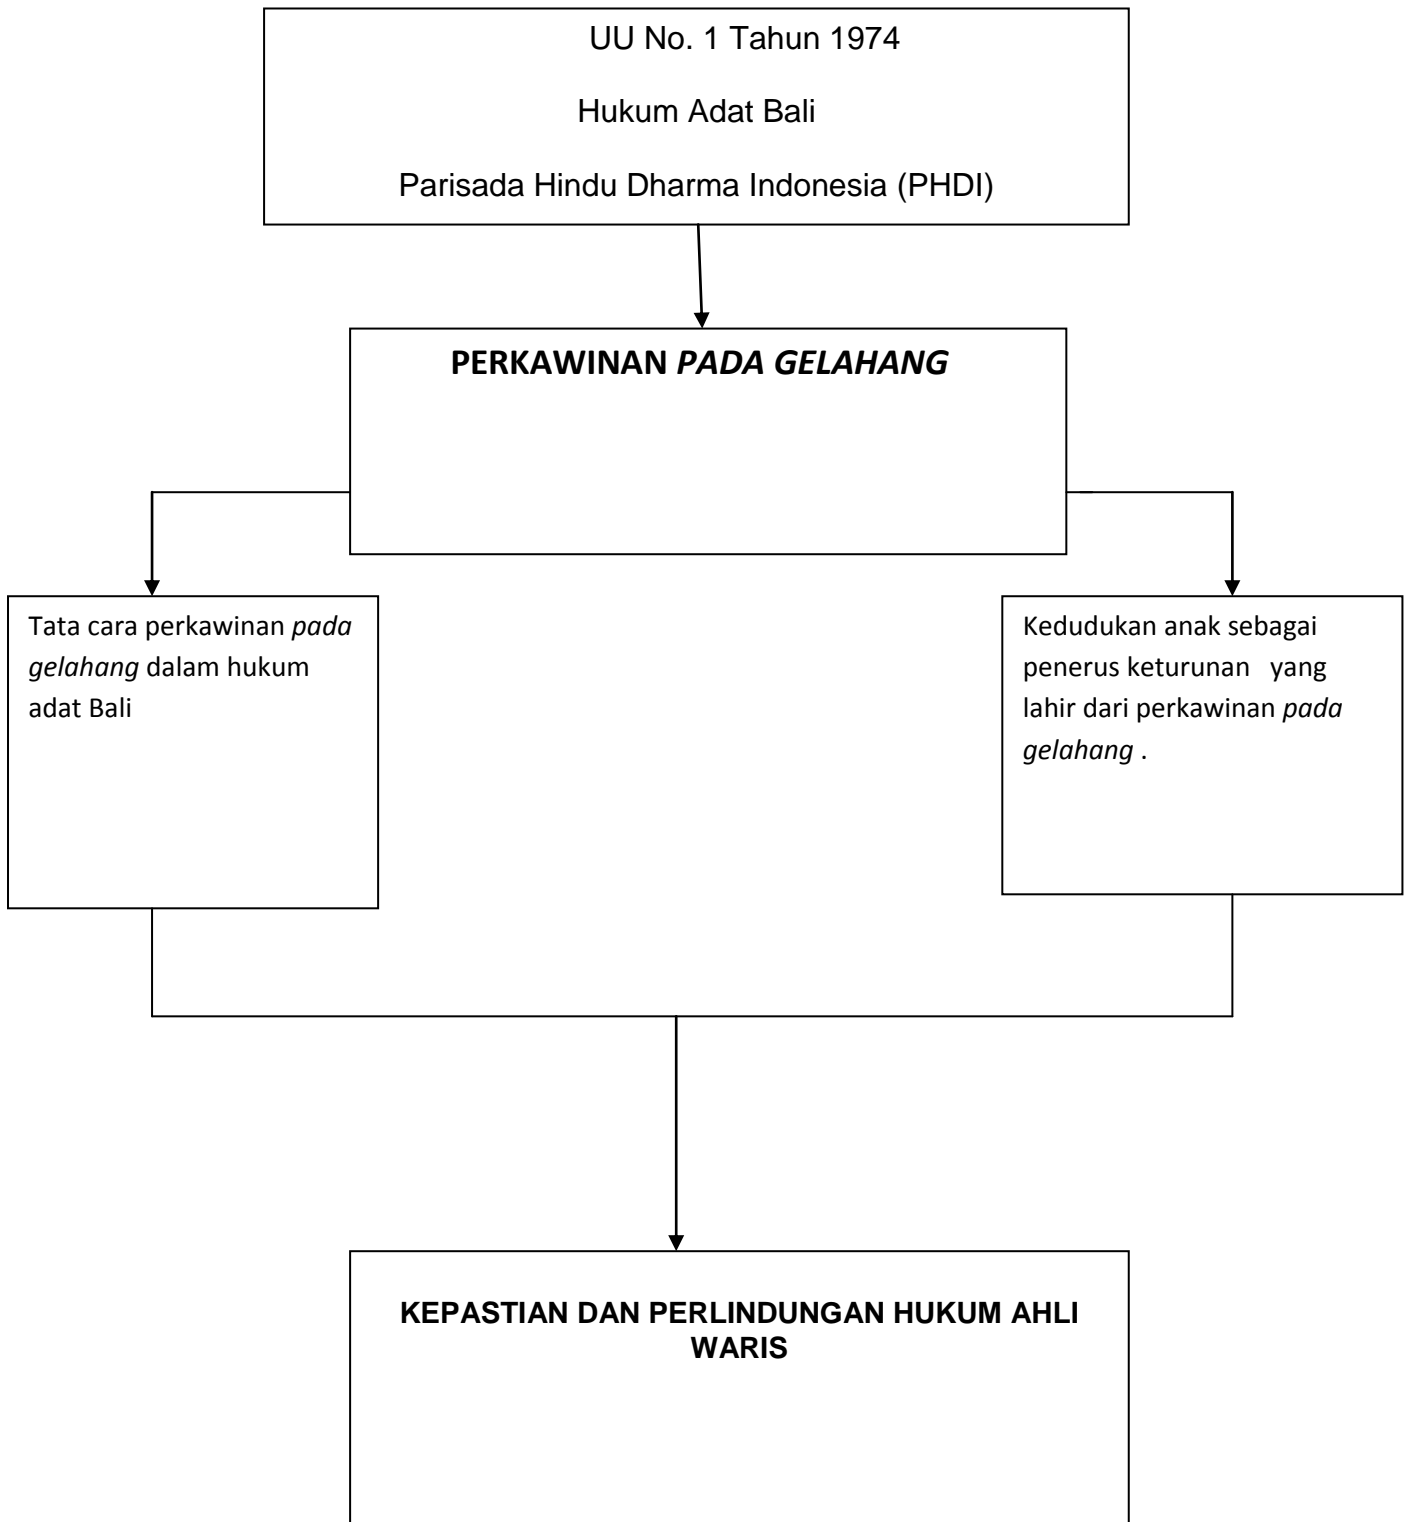 UU No. 1 Tahun 1974
Hukum Adat Bali
Parisada Hindu Dharma Indonesia (PHDI)
PERKAWINAN PADA GELAHANG
Tata cara perkawinan pada
gelahang dalam hukum
adat Bali
Kedudukan anak sebagai
penerus keturunan yang
lahir dari perkawinan pada
gelahang .
KEPASTIAN DAN PERLINDUNGAN HUKUM AHLI
WARIS